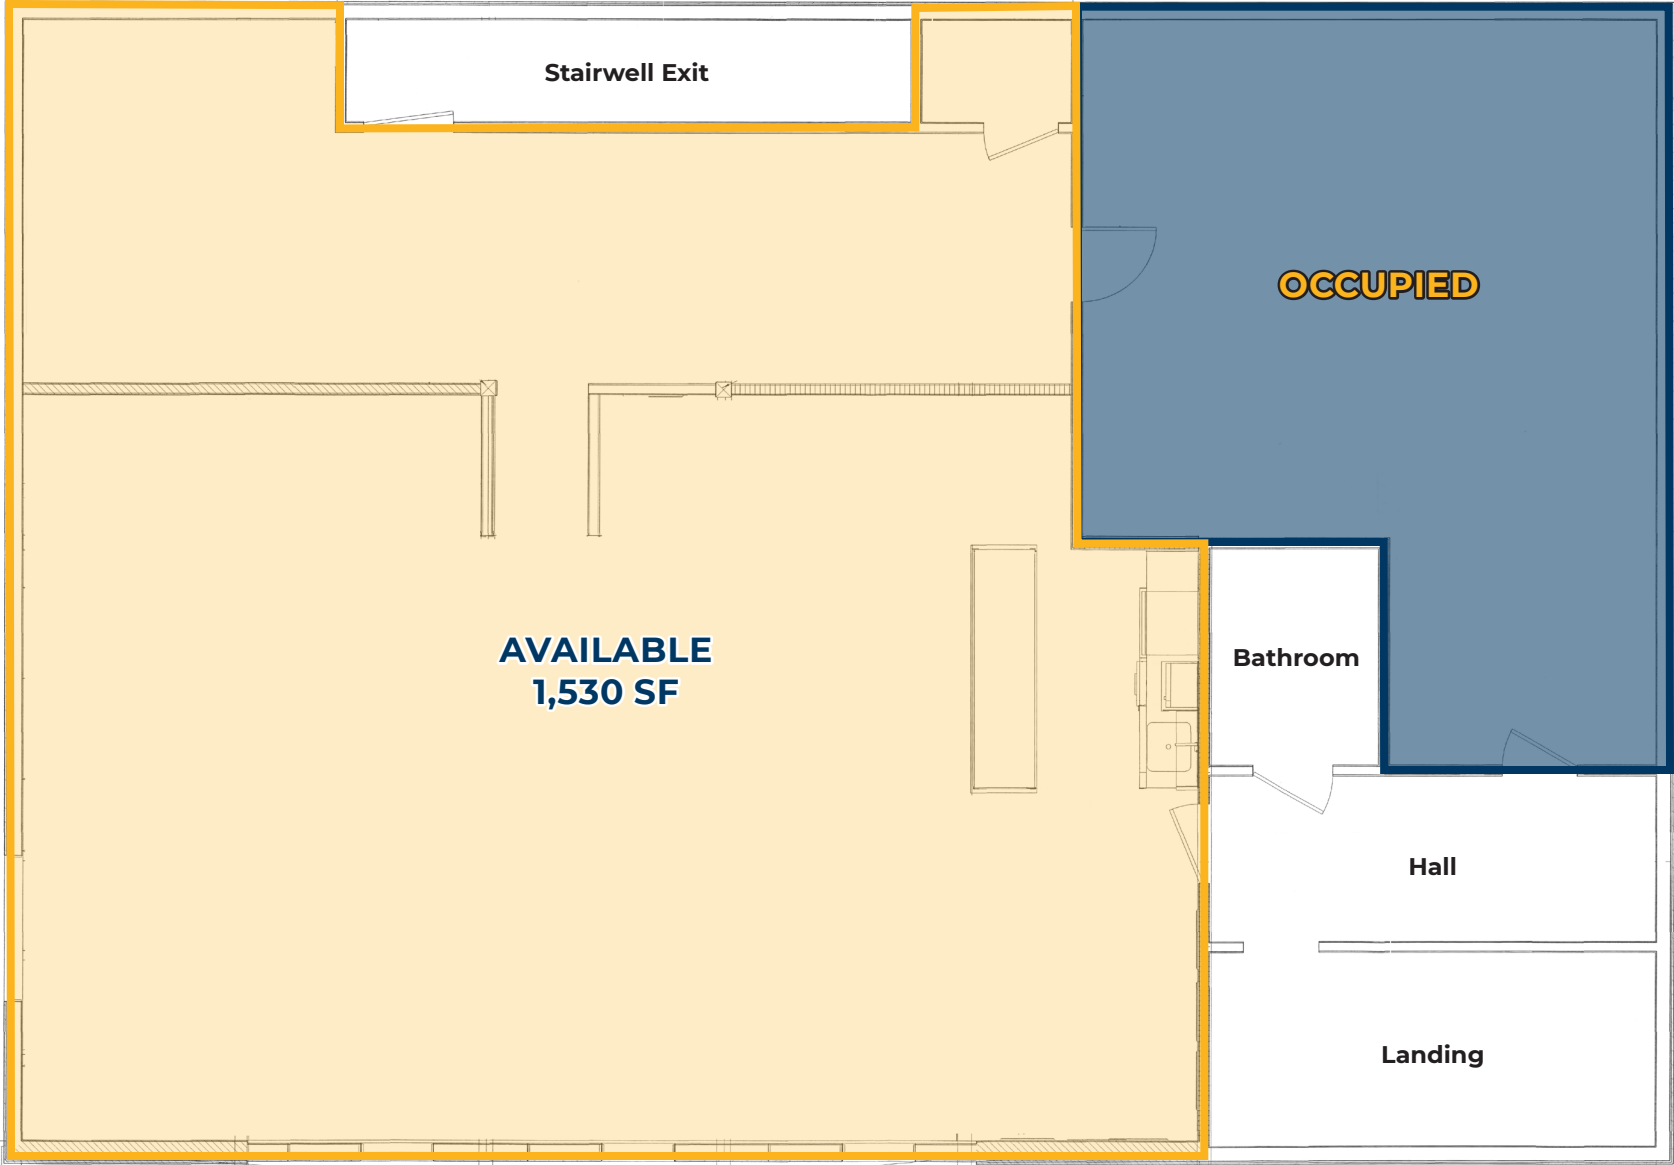 Stairwell Exit
OCCUPIED
AVAILABLE
1,530 SF
Bathroom
Hall
Landing